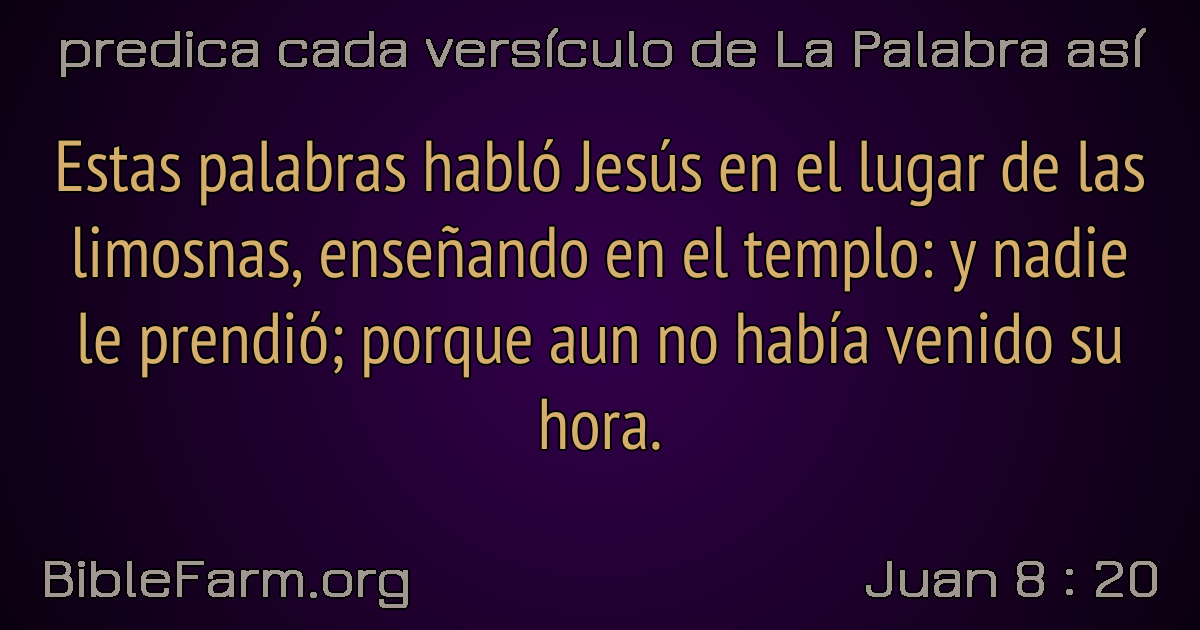 predica cada versículo de La Palabra así
Estas palabras habló Jesús en el lugar de las
limosnas, enseñando en el templo: y nadie
le prendió; porque aun no había venido su
hora.
BibleFarm.org
Juan 8 : 20